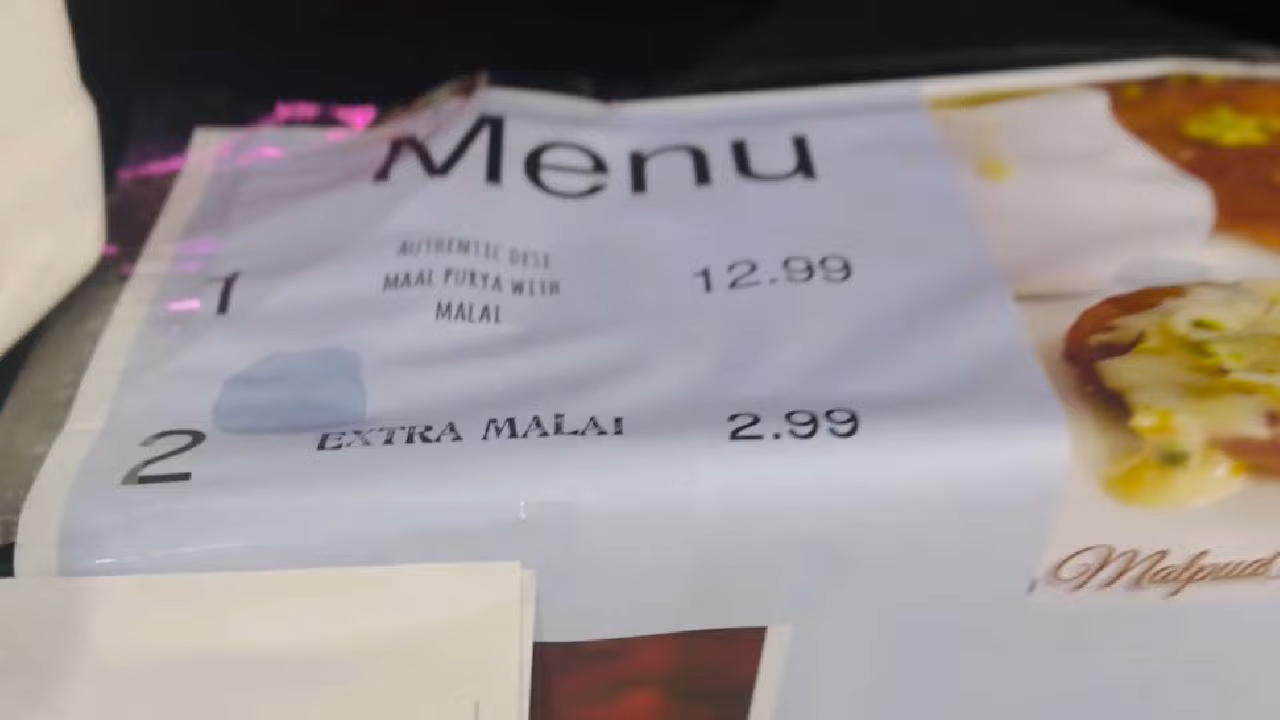 Menu
1
AUTHENTIC DESI
MAAL PURYA WITH
MALAI
12.99
2
EXTRA MALAI
2.99
Malpua